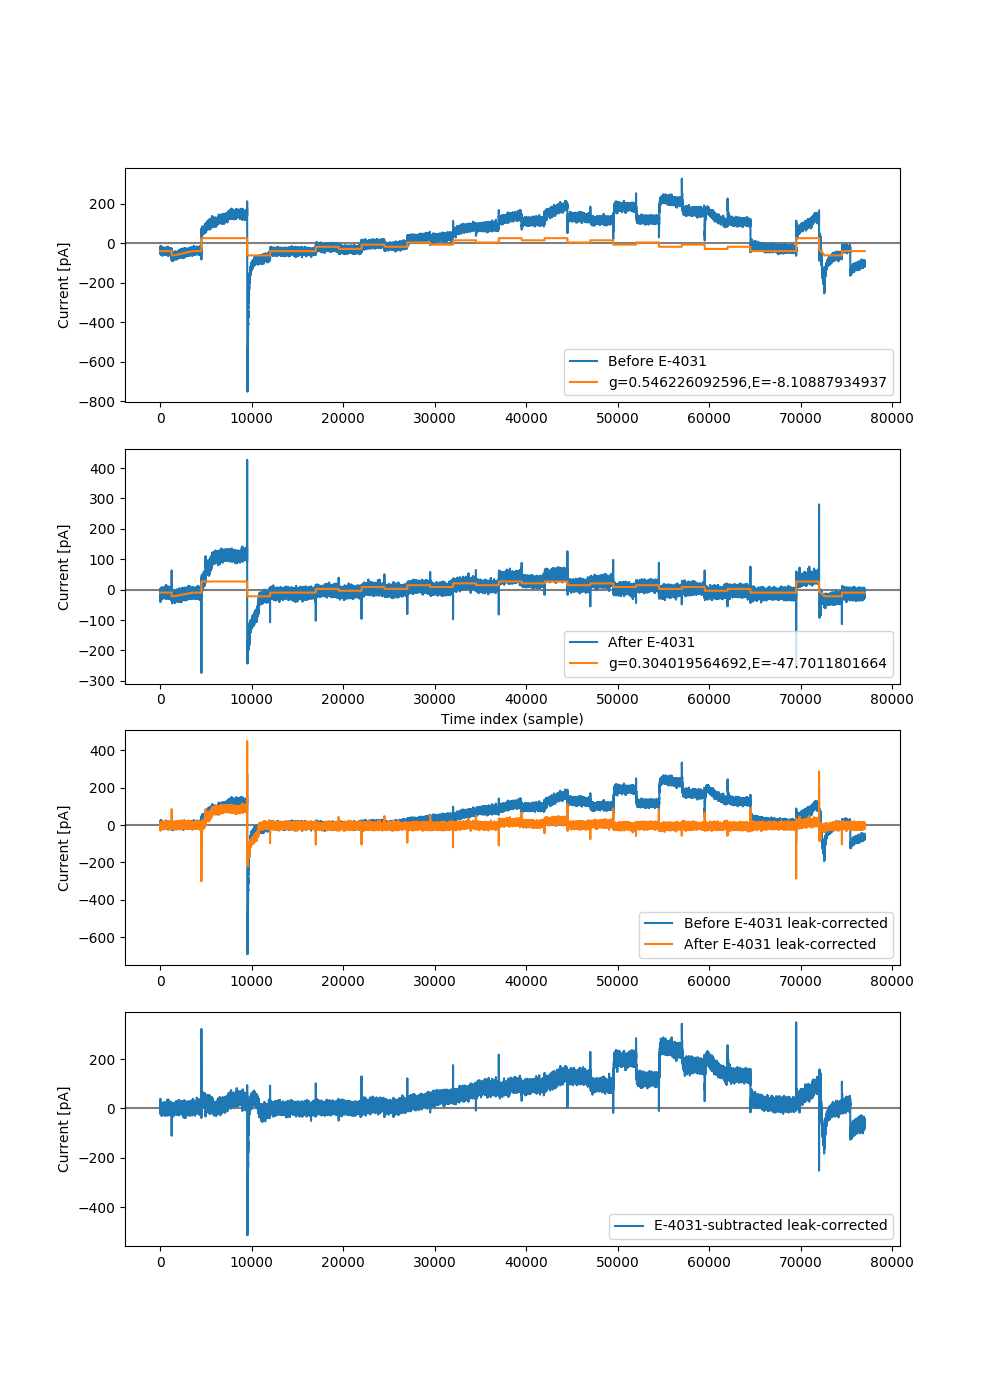 200
0
−200
−400
−600
−800
Current [pA]
Before E-4031
g=0.546226092596,E=-8.10887934937
0 10000 20000 30000 40000 50000 60000 70000 80000
400
300
200
100
0
−100
−200
−300
Current [pA]
After E-4031
g=0.304019564692,E=-47.7011801664
0 10000 20000 30000 40000 50000 60000 70000 80000
Time index (sample)
400
200
0
−200
−400
−600
Current [pA]
Before E-4031 leak-corrected
After E-4031 leak-corrected
0 10000 20000 30000 40000 50000 60000 70000 80000
200
0
−200
−400
Current [pA]
E-4031-subtracted leak-corrected
0 10000 20000 30000 40000 50000 60000 70000 80000